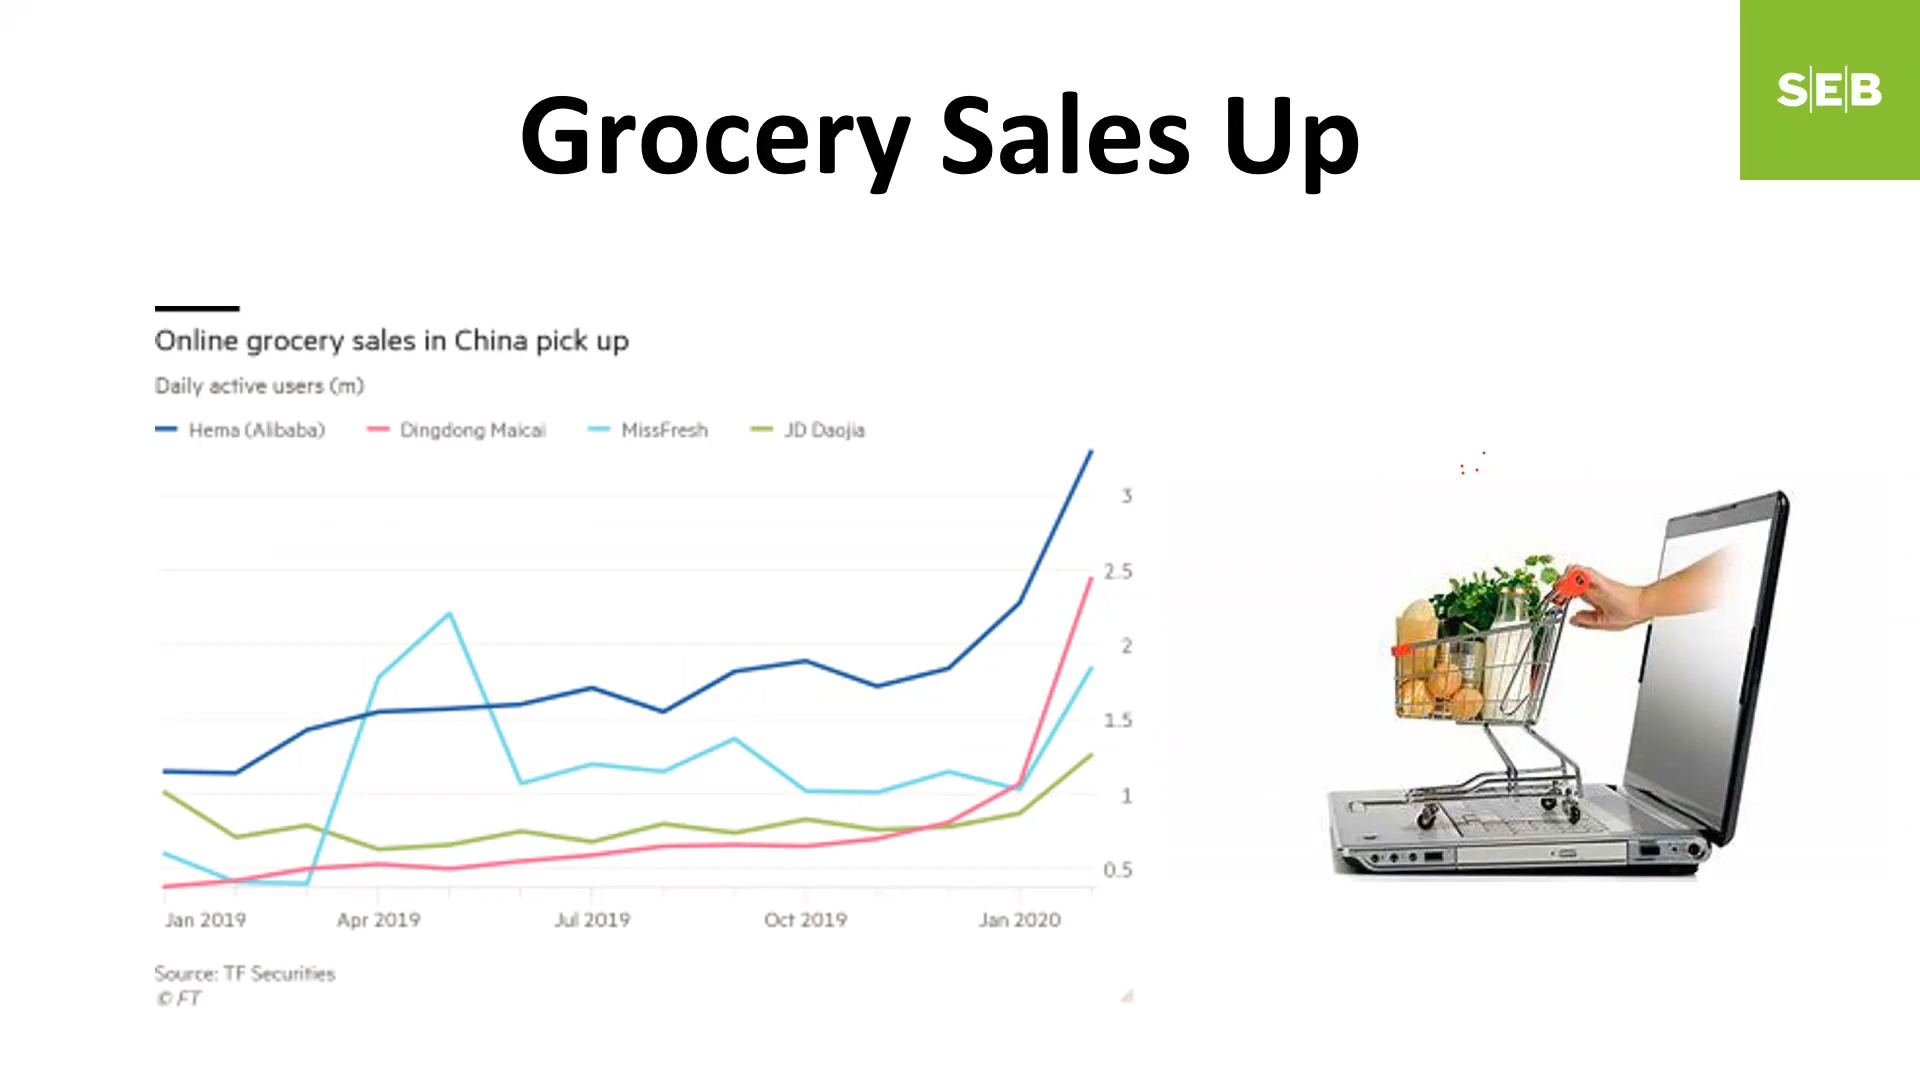 Grocery Sales Up
S|E|B
Online grocery sales in China pick up
Daily active users (m)
Hema (Alibaba) Dingdong Maicai MissFresh JD Daojia
3
2.5
2
1.5
1
0.5
Jan 2019 Apr 2019 Jul 2019 Oct 2019 Jan 2020
Source: TF Securities
© FT